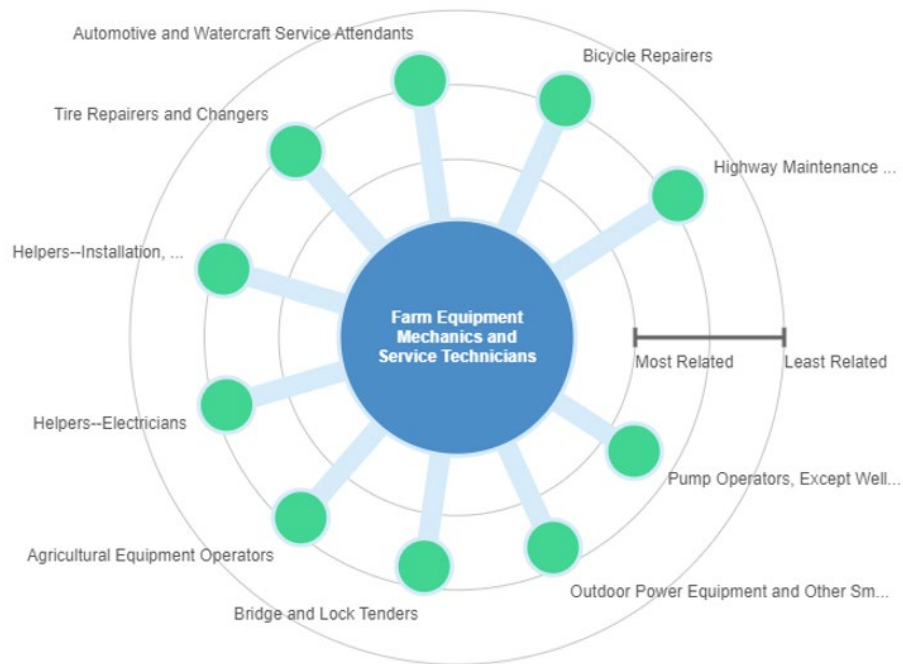 Automotive and Watercraft Service Attendants
Bicycle Repairers
Tire Repairers and Changers
Highway Maintenance ...
Helpers--Installation, ...
Farm Equipment
Mechanics and
Service Technicians
Most Related
Least Related
Helpers--Electricians
Pump Operators, Except Well...
Agricultural Equipment Operators
Outdoor Power Equipment and Other Sm...
Bridge and Lock Tenders